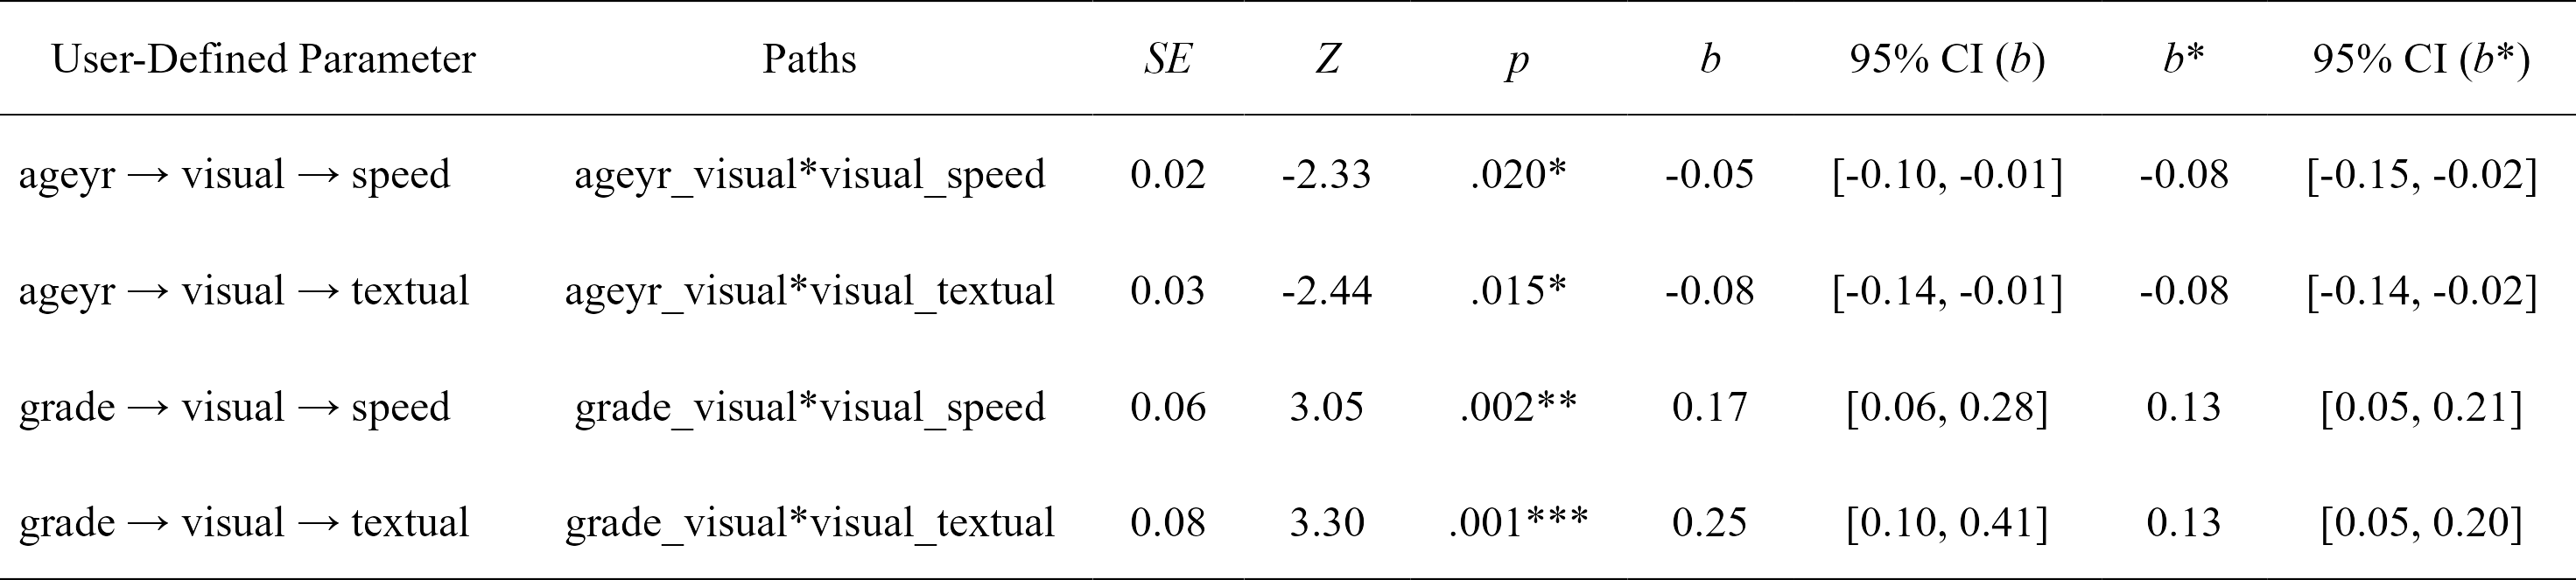 User-Defined Parameter Paths SE Z p b 95% CI (b) b* 95% CI (b*)
ageyr → visual → speed ageyr_visual*visual_speed 0.02 -2.33 .020* -0.05 [-0.10, -0.01] -0.08 [-0.15, -0.02]
ageyr → visual → textual ageyr_visual*visual_textual 0.03 -2.44 .015* -0.08 [-0.14, -0.01] -0.08 [-0.14, -0.02]
grade → visual → speed grade_visual*visual_speed 0.06 3.05 .002** 0.17 [0.06, 0.28] 0.13 [0.05, 0.21]
grade → visual → textual grade_visual*visual_textual 0.08 3.30 .001*** 0.25 [0.10, 0.41] 0.13 [0.05, 0.20]